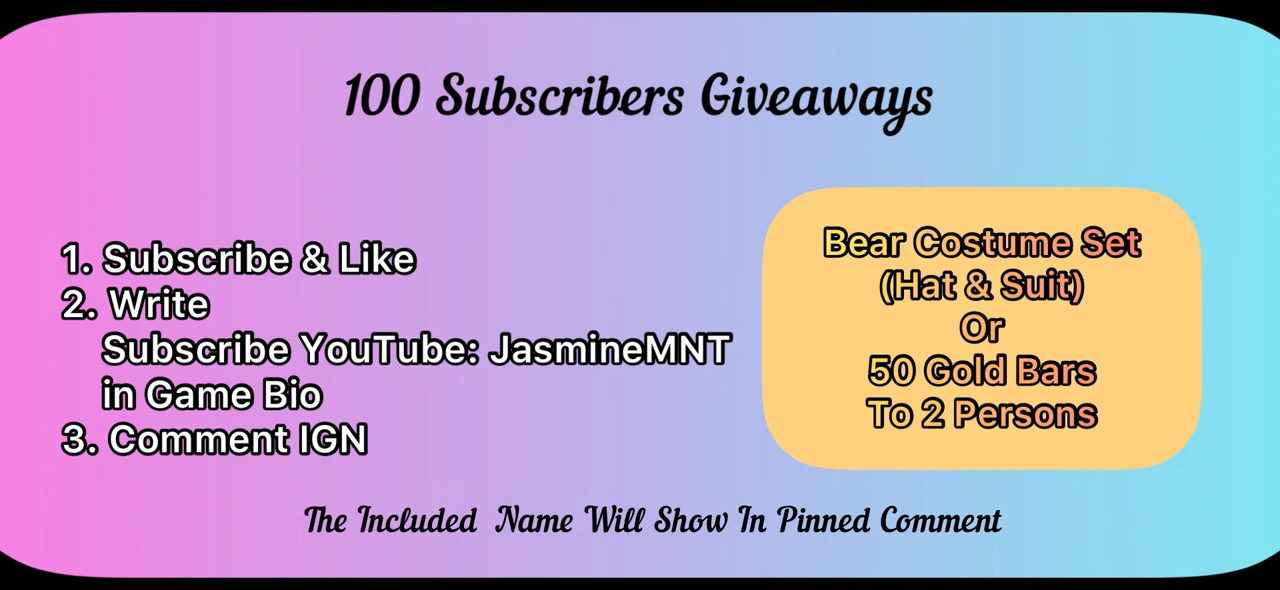 100 Subscribers Giveaways
1. Subscribe & Like
2. Write
Subscribe YouTube: JasmineMNT
in Game Bio
3. Comment IGN
Bear Costume Set
(Hat & Suit)
Or
50 Gold Bars
To 2 Persons
The Included Name Will Show In Pinned Comment